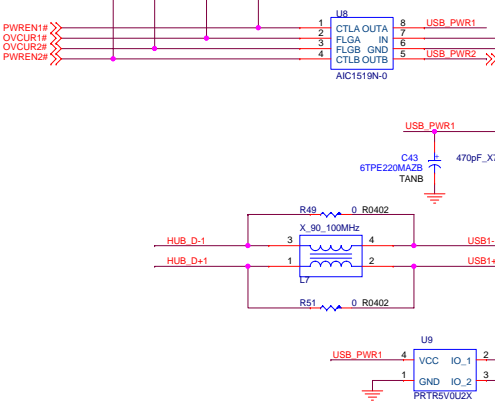 U8
PWREN1# 1 CTLA OUTA 8 USB_PWR1
OVCUR1# 2 FLGA IN 7
OVCUR2# 3 FLGB GND 6
PWREN2# 4 CTLB OUTB 5 USB_PWR2
AIC1519N-0
USB_PWR1
C43 470pF_X7
6TPE220MAZB
TANB
R49 0 R0402
X_90_100MHz
HUB_D-1 3 4 USB1-
HUB_D+1 1 2 USB1+
L7
R51 0 R0402
U9
USB_PWR1 4 VCC IO_1 2
1 GND IO_2 3
PRTR5V0U2X